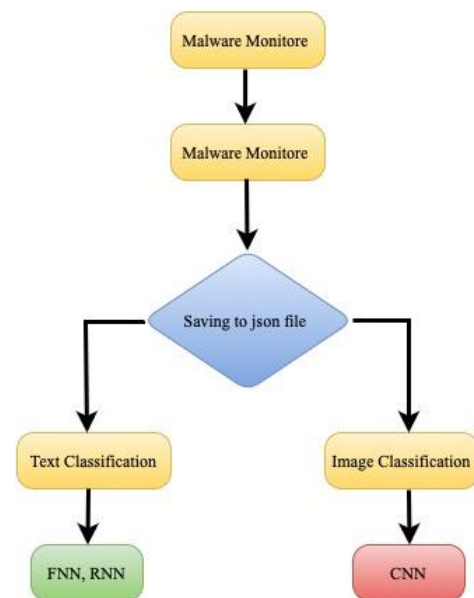 Malware Monitore
Malware Monitore
Saving to json file
Text Classification
Image Classification
FNN, RNN
CNN